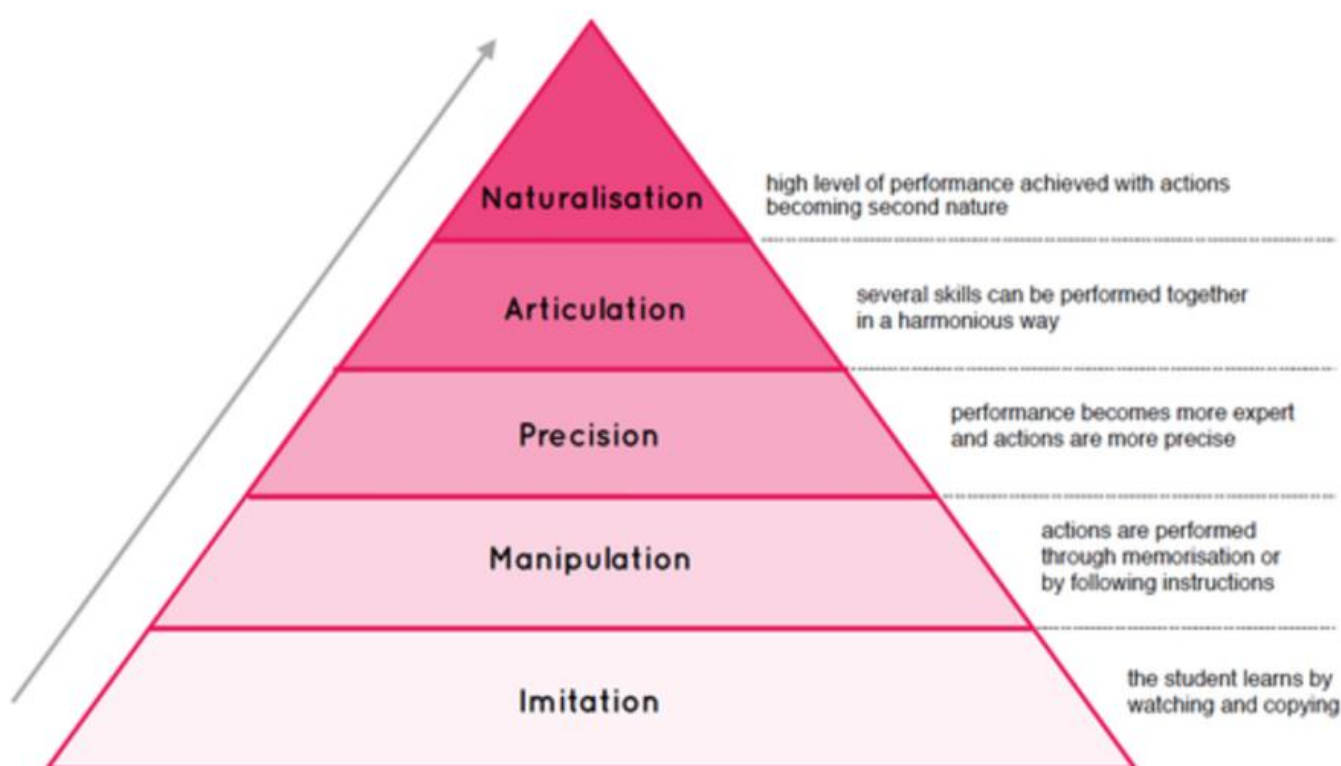 Naturalisation
high level of performance achieved with actions
becoming second nature
Articulation
several skills can be performed together
in a harmonious way
Precision
performance becomes more expert
and actions are more precise
Manipulation
actions are performed
through memorisation or
by following instructions
Imitation
the student learns by
watching and copying